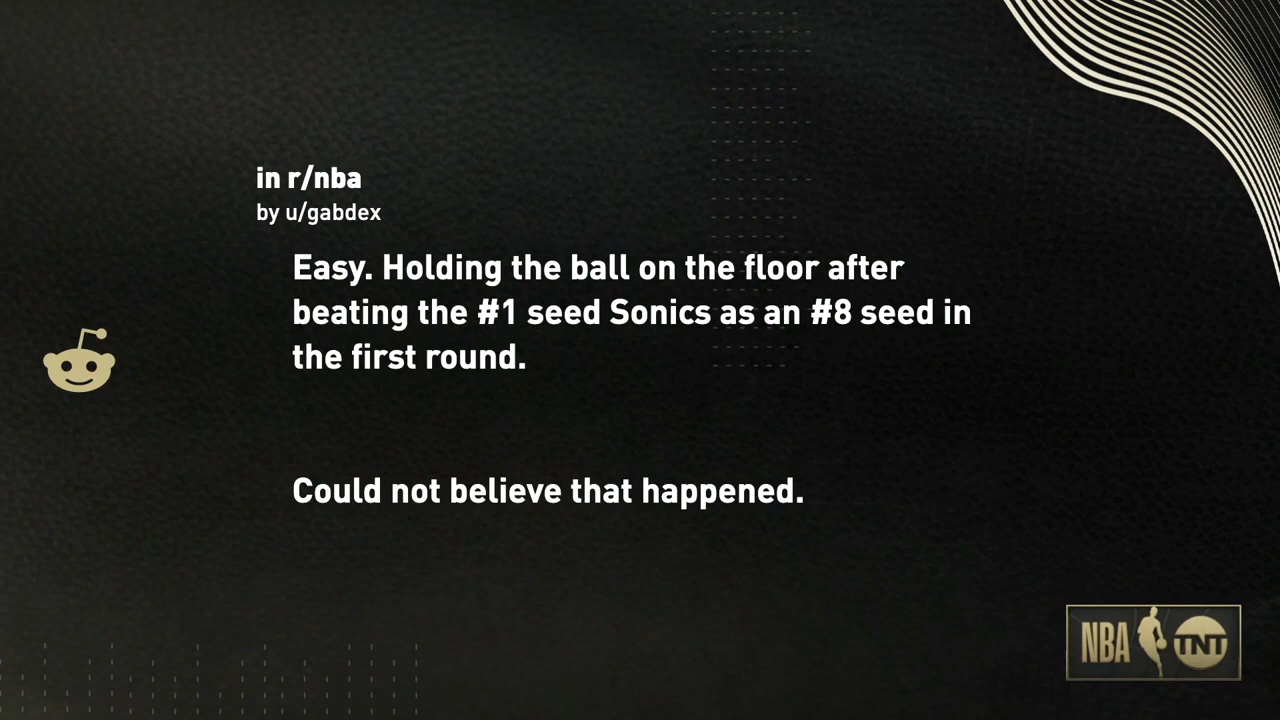 in r/nba
by u/gabdex
Easy. Holding the ball on the floor after
beating the #1 seed Sonics as an #8 seed in
the first round.
Could not believe that happened.
NBA TNT